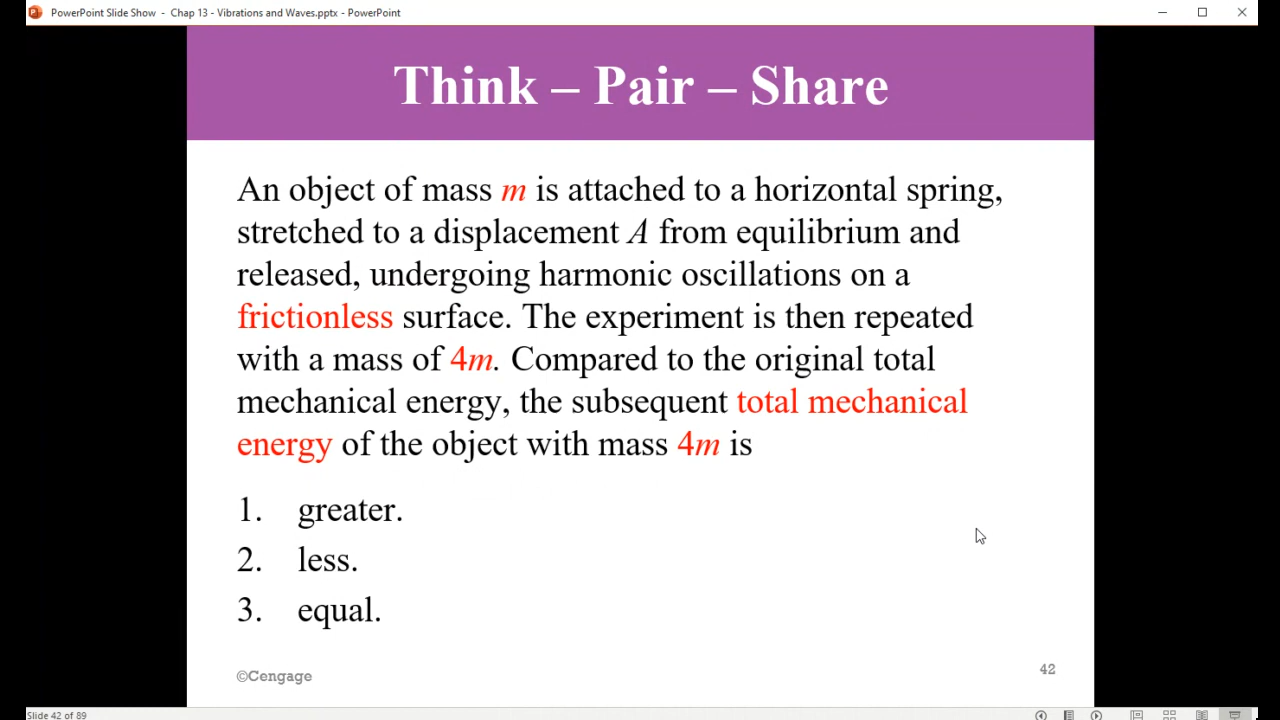 PowerPoint Slide Show - Chap 13 - Vibrations and Waves.pptx - PowerPoint
Think – Pair – Share
An object of mass m is attached to a horizontal spring,
stretched to a displacement A from equilibrium and
released, undergoing harmonic oscillations on a
frictionless surface. The experiment is then repeated
with a mass of 4m. Compared to the original total
mechanical energy, the subsequent total mechanical
energy of the object with mass 4m is
1. greater.
2. less.
3. equal.
©Cengage
42
Slide 42 of 89